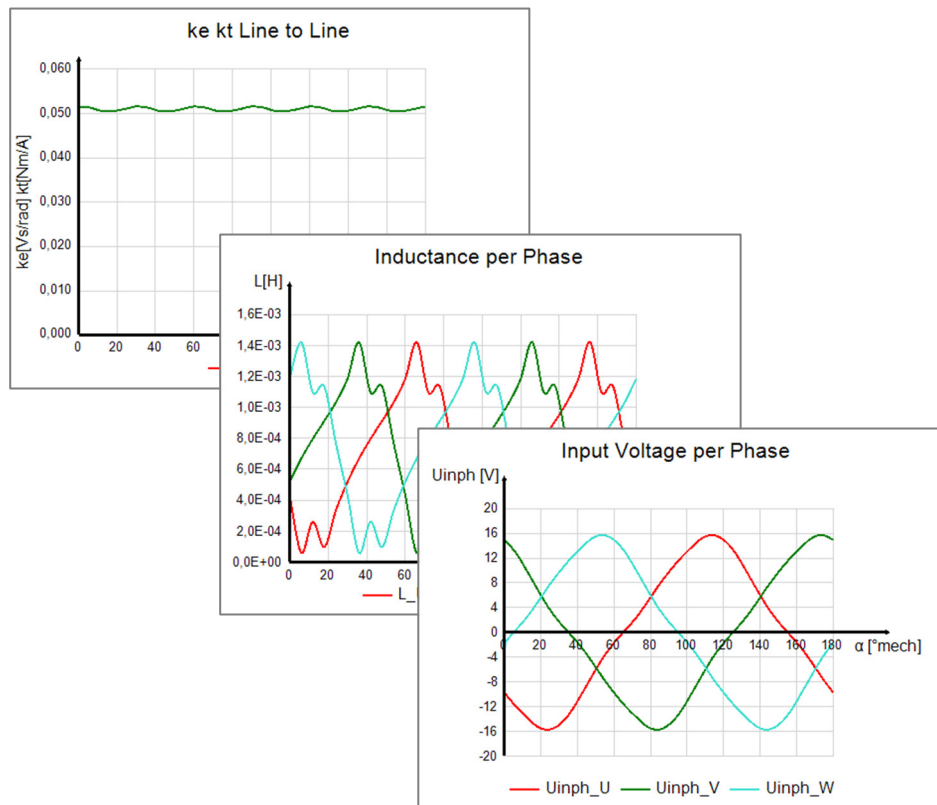 ke kt Line to Line
ke[Vs/rad] kt[Nm/A]
0,060
0,050
0,040
0,030
0,020
0,010
0,000
0 20 40 60
Inductance per Phase
L[H]
1,6E-03
1,4E-03
1,2E-03
1,0E-03
8,0E-04
6,0E-04
4,0E-04
2,0E-04
0,0E+00
0 20 40 60
Input Voltage per Phase
Uinph [V]
20
16
12
8
4
0
-4
-8
-12
-16
-20
20 40 60 80 100 120 140 160 180
α [°mech]
Uinph_U Uinph_V Uinph_W